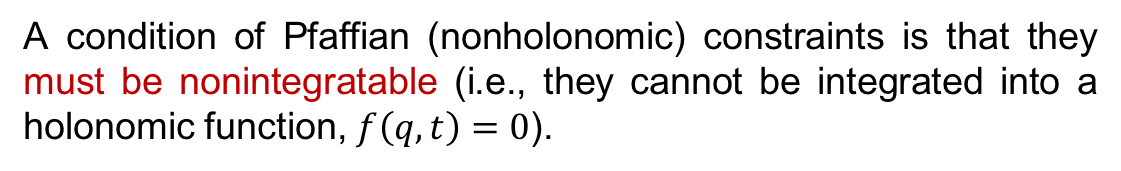 A condition of Pfaffian (nonholonomic) constraints is that they
must be nonintegratable (i.e., they cannot be integrated into a
holonomic function, 𝑓(𝑞, 𝑡) = 0).